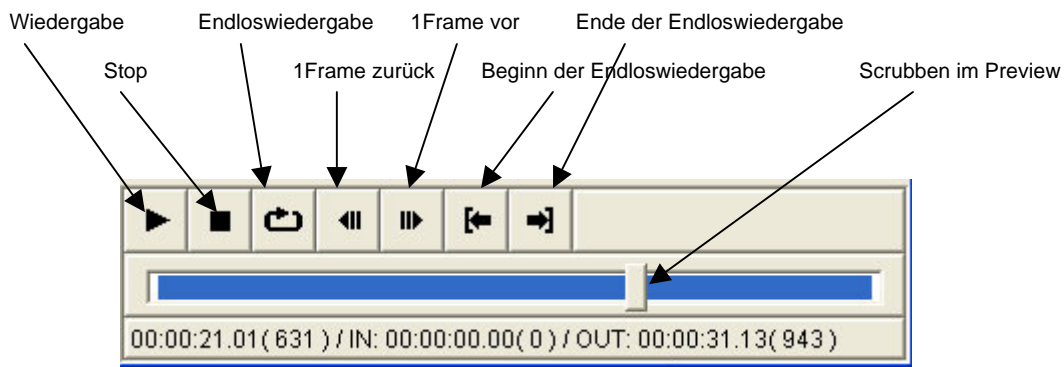 Wiedergabe Endloswiedergabe 1Frame vor Ende der Endloswiedergabe
Stop 1Frame zurück Beginn der Endloswiedergabe Scrubben im Preview
00:00:21.01( 631 ) / IN: 00:00:00.00( 0 ) / OUT: 00:00:31.13( 943 )